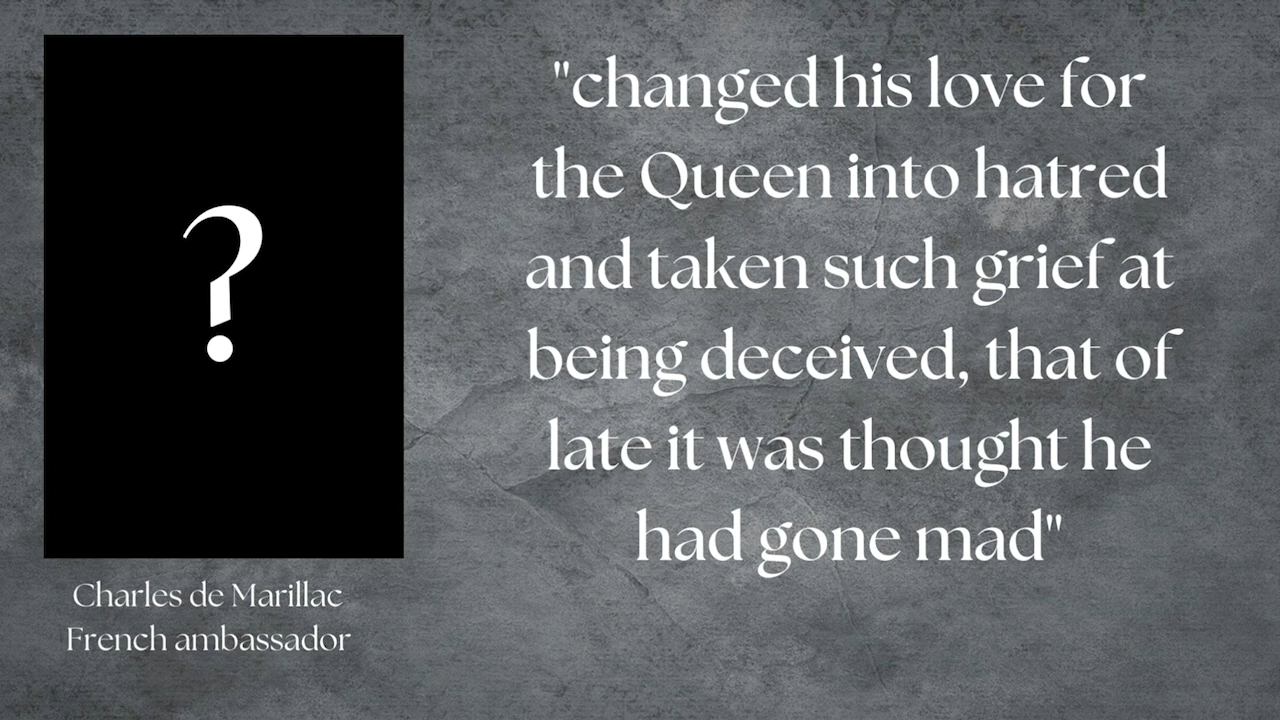 "changed his love for
the Queen into hatred
and taken such grief at
being deceived, that of
late it was thought he
had gone mad"
?
Charles de Marillac
French ambassador